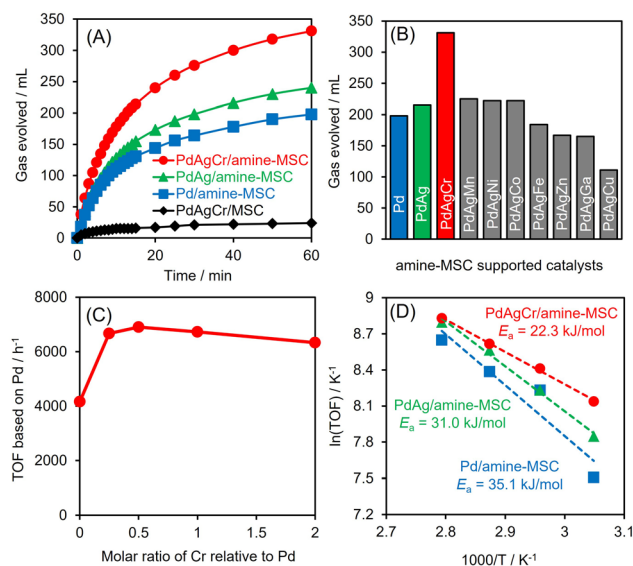 (A)
Gas evolved / mL
350
300
250
200
150
100
50
0
0
20
40
60
Time / min
PdAgCr/amine-MSC
PdAg/amine-MSC
Pd/amine-MSC
PdAgCr/MSC
(B)
Gas evolved / mL
350
300
250
200
150
100
50
0
Pd
PdAg
PdAgCr
PdAgMn
PdAgNi
PdAgCo
PdAgFe
PdAgZn
PdAgGa
PdAgCu
amine-MSC supported catalysts
(C)
TOF based on Pd / h⁻¹
8000
6000
4000
2000
0
0
0.5
1
1.5
2
Molar ratio of Cr relative to Pd
(D)
ln(TOF) / K⁻¹
9
8.7
8.4
8.1
7.8
7.5
7.2
2.7
2.8
2.9
3
3.1
1000/T / K⁻¹
PdAgCr/amine-MSC
Eₐ = 22.3 kJ/mol
PdAg/amine-MSC
Eₐ = 31.0 kJ/mol
Pd/amine-MSC
Eₐ = 35.1 kJ/mol